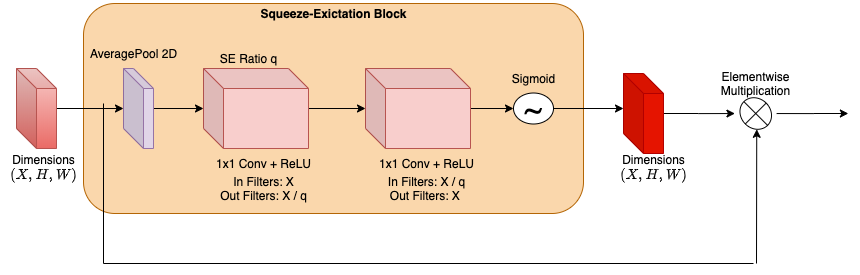 Squeeze-Exictation Block
AveragePool 2D
SE Ratio q
Sigmoid
Elementwise
Multiplication
~
Dimensions
(X, H, W)
1x1 Conv + ReLU
In Filters: X
Out Filters: X / q
1x1 Conv + ReLU
In Filters: X / q
Out Filters: X
Dimensions
(X, H, W)